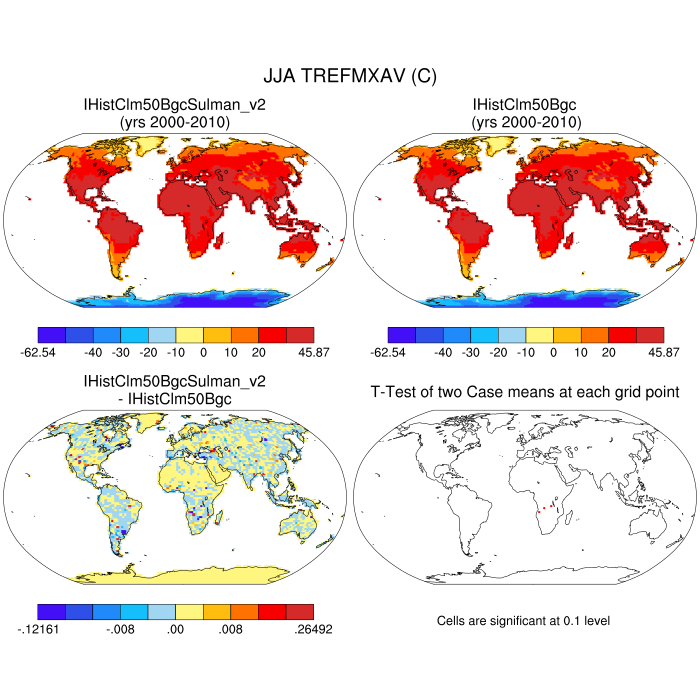 JJA TREFMXAV (C)
IHistClm50BgcSulman_v2
(yrs 2000-2010)
IHistClm50Bgc
(yrs 2000-2010)
-62.54 -40 -30 -20 -10 0 10 20 45.87
-62.54 -40 -30 -20 -10 0 10 20 45.87
IHistClm50BgcSulman_v2
- IHistClm50Bgc
T-Test of two Case means at each grid point
-.12161 -.008 .00 .008 .26492
Cells are significant at 0.1 level